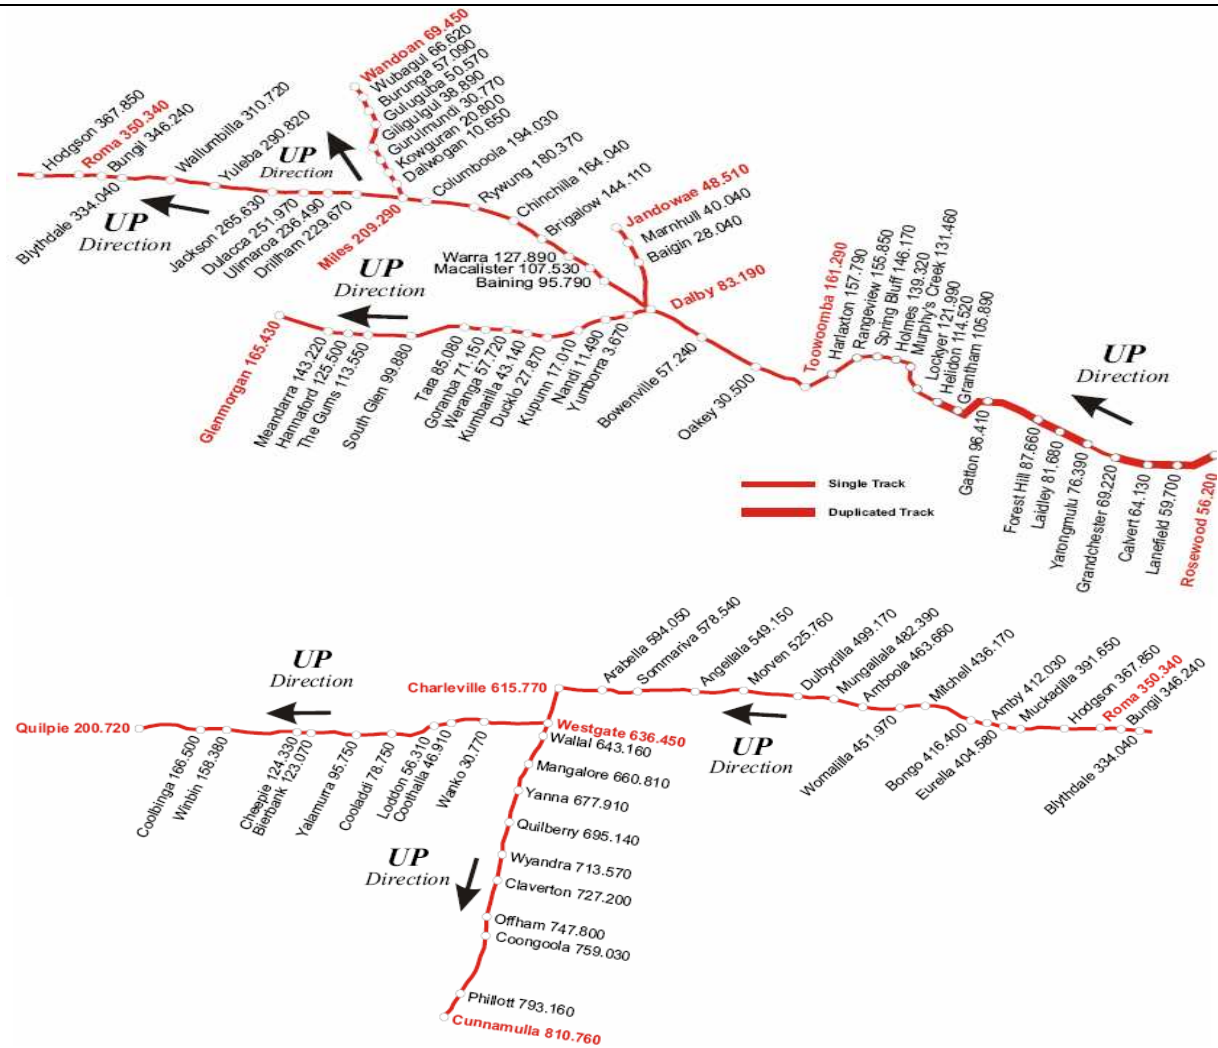 Wandoan 69.450
Wubagul 66.620
Burunga 57.090
Guluguba 50.570
Giligulgul 38.890
Gurulmundi 30.770
Kowguran 20.800
Dalwogan 10.650
Hodgson 367.850
Roma 350.340
Bungil 346.240
Wallumbilla 310.720
Yuleba 290.820
UP
Direction
Columboola 194.030
Rywung 180.370
Chinchilla 164.040
Brigalow 144.110
Blythdale 334.040
UP
Direction
Jackson 265.630
Dulacca 251.970
Ulimaroa 236.490
Drillham 229.670
Miles 209.290
Warra 127.890
Macalister 107.530
Baining 95.790
Jandowae 48.510
Marnhull 40.040
Baigin 28.040
Dalby 83.190
UP
Direction
Glenmorgan 165.430
Meandarra 143.220
Hannaford 125.500
The Gums 113.550
South Glen 99.980
Tara 85.080
Goranba 71.150
Weranga 57.720
Kumbarilla 43.140
Ducklo 27.870
Kupunn 17.010
Nandi 11.490
Yumborra 3.670
Bowenville 57.240
Oakey 30.500
Toowoomba 161.290
Harlaxton 157.790
Rangeview 155.850
Spring Bluff 146.170
Holmes 139.320
Murphy's Creek 131.460
Lockyer 121.990
Helidon 114.520
Grantham 105.890
UP
Direction
Gatton 96.410
Forest Hill 87.660
Laidley 81.680
Yarongmulu 76.390
Grandchester 69.220
Calvert 64.130
Lanefield 59.700
Rosewood 56.200
Single Track
Duplicated Track
Arabella 594.050
Sommariva 578.540
Angellala 549.150
Morven 525.760
Dulbydilla 499.170
Mungallala 482.390
Amboola 463.660
Mitchell 436.170
Amby 412.030
Muckadilla 391.650
Hodgson 367.850
Roma 350.340
Bungil 346.240
UP
Direction
Charleville 615.770
Quilpie 200.720
Westgate 636.450
UP
Direction
Womalilla 451.970
Bongo 416.400
Eurella 404.580
Blythdale 334.040
Coolbinga 166.500
Winbin 158.380
Cheepie 124.330
Bierbank 123.070
Yalamurra 95.750
Cooladdi 78.750
Loddon 56.310
Coothalla 46.910
Wanko 30.770
Wallal 643.160
Mangalore 660.810
Yanna 677.910
Quilberry 695.140
Wyandra 713.570
Claverton 727.200
UP
Direction
Offham 747.800
Coongoola 759.030
Phillott 793.160
Cunnamulla 810.760